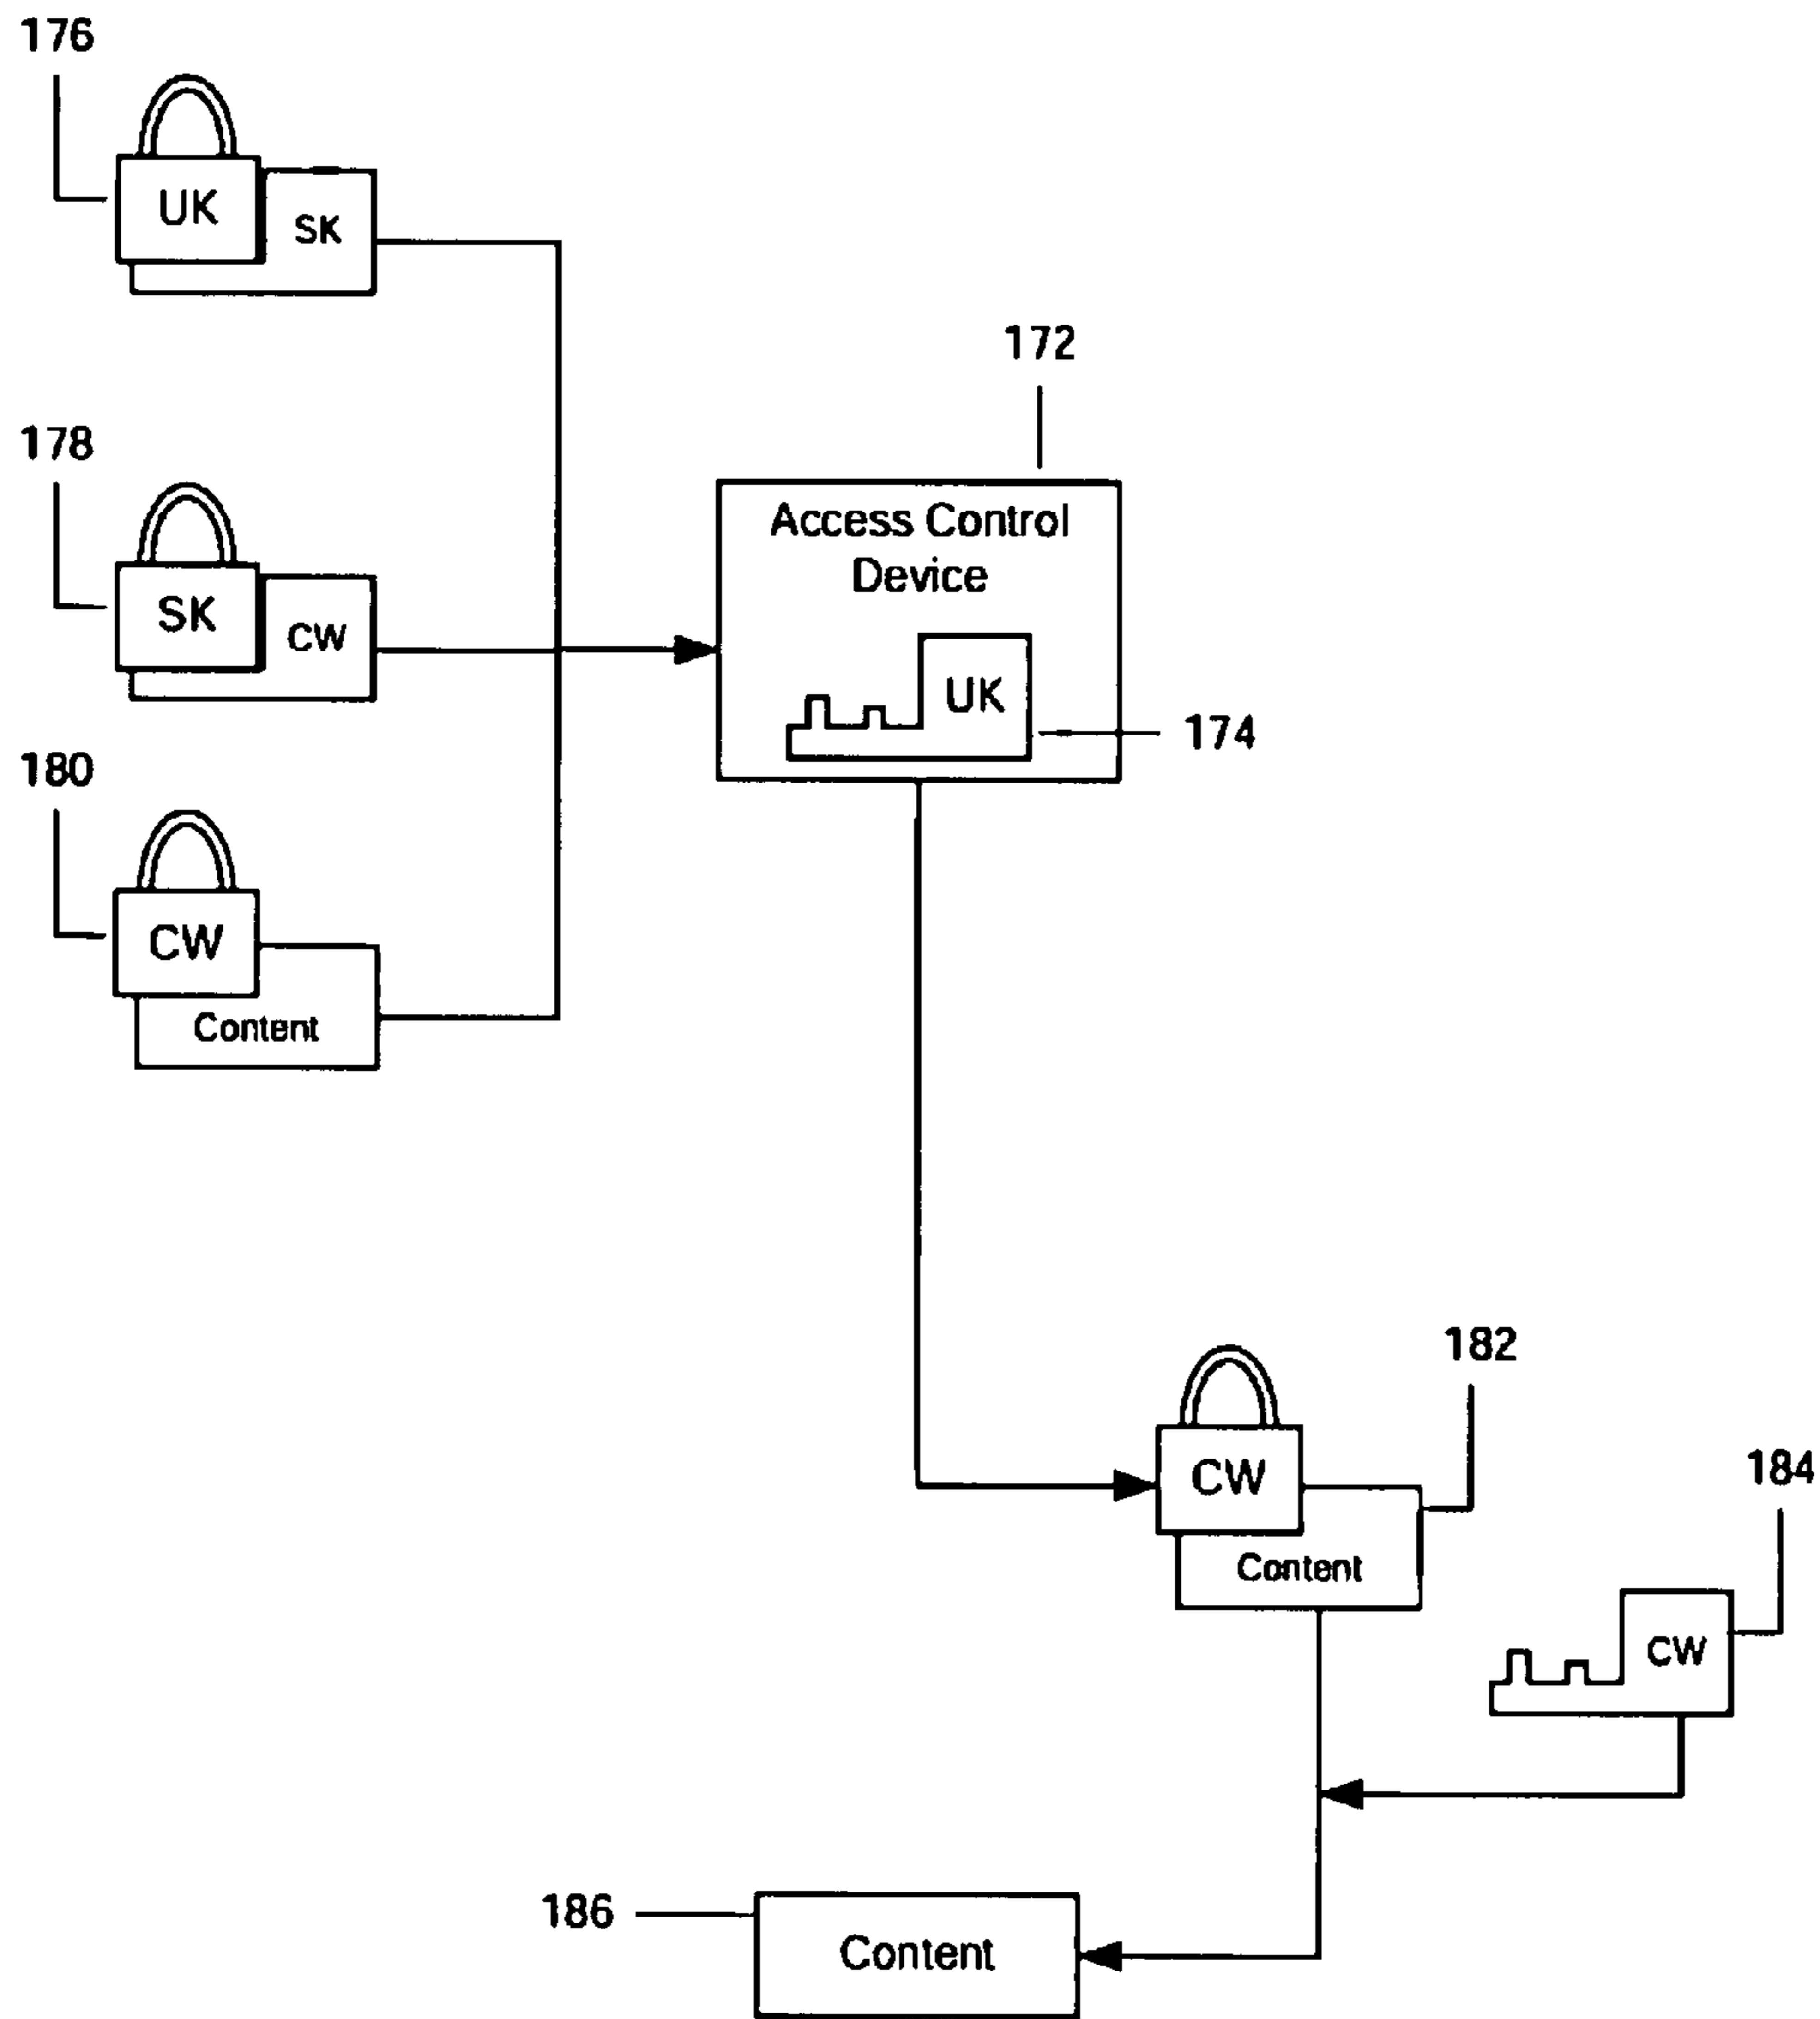 176
UK
SK
172
178
SK
CW
Access Control
Device
UK
174
180
CW
Content
182
CW
Content
184
CW
186
Content